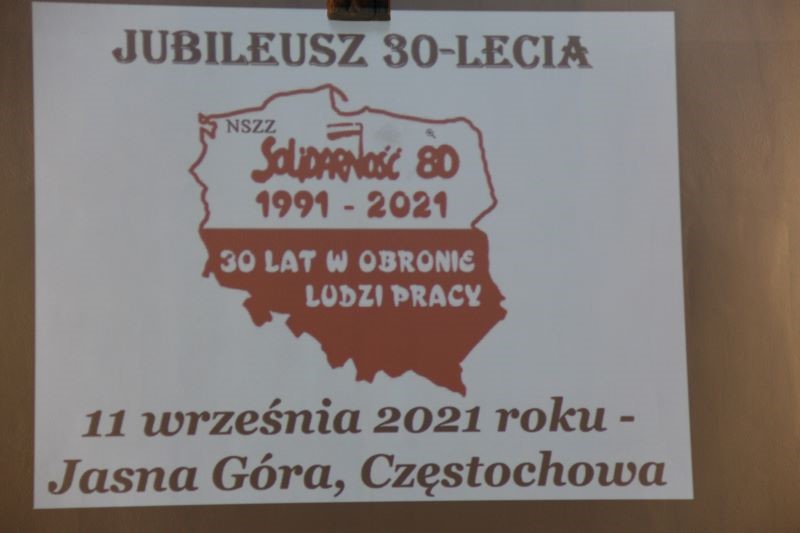 JUBILEUSZ 30-LECIA
NSZZ
SOLIDARNOŚĆ 80
1991 - 2021
30 LAT W OBRONIE
LUDZI PRACY
11 września 2021 roku -
Jasna Góra, Częstochowa